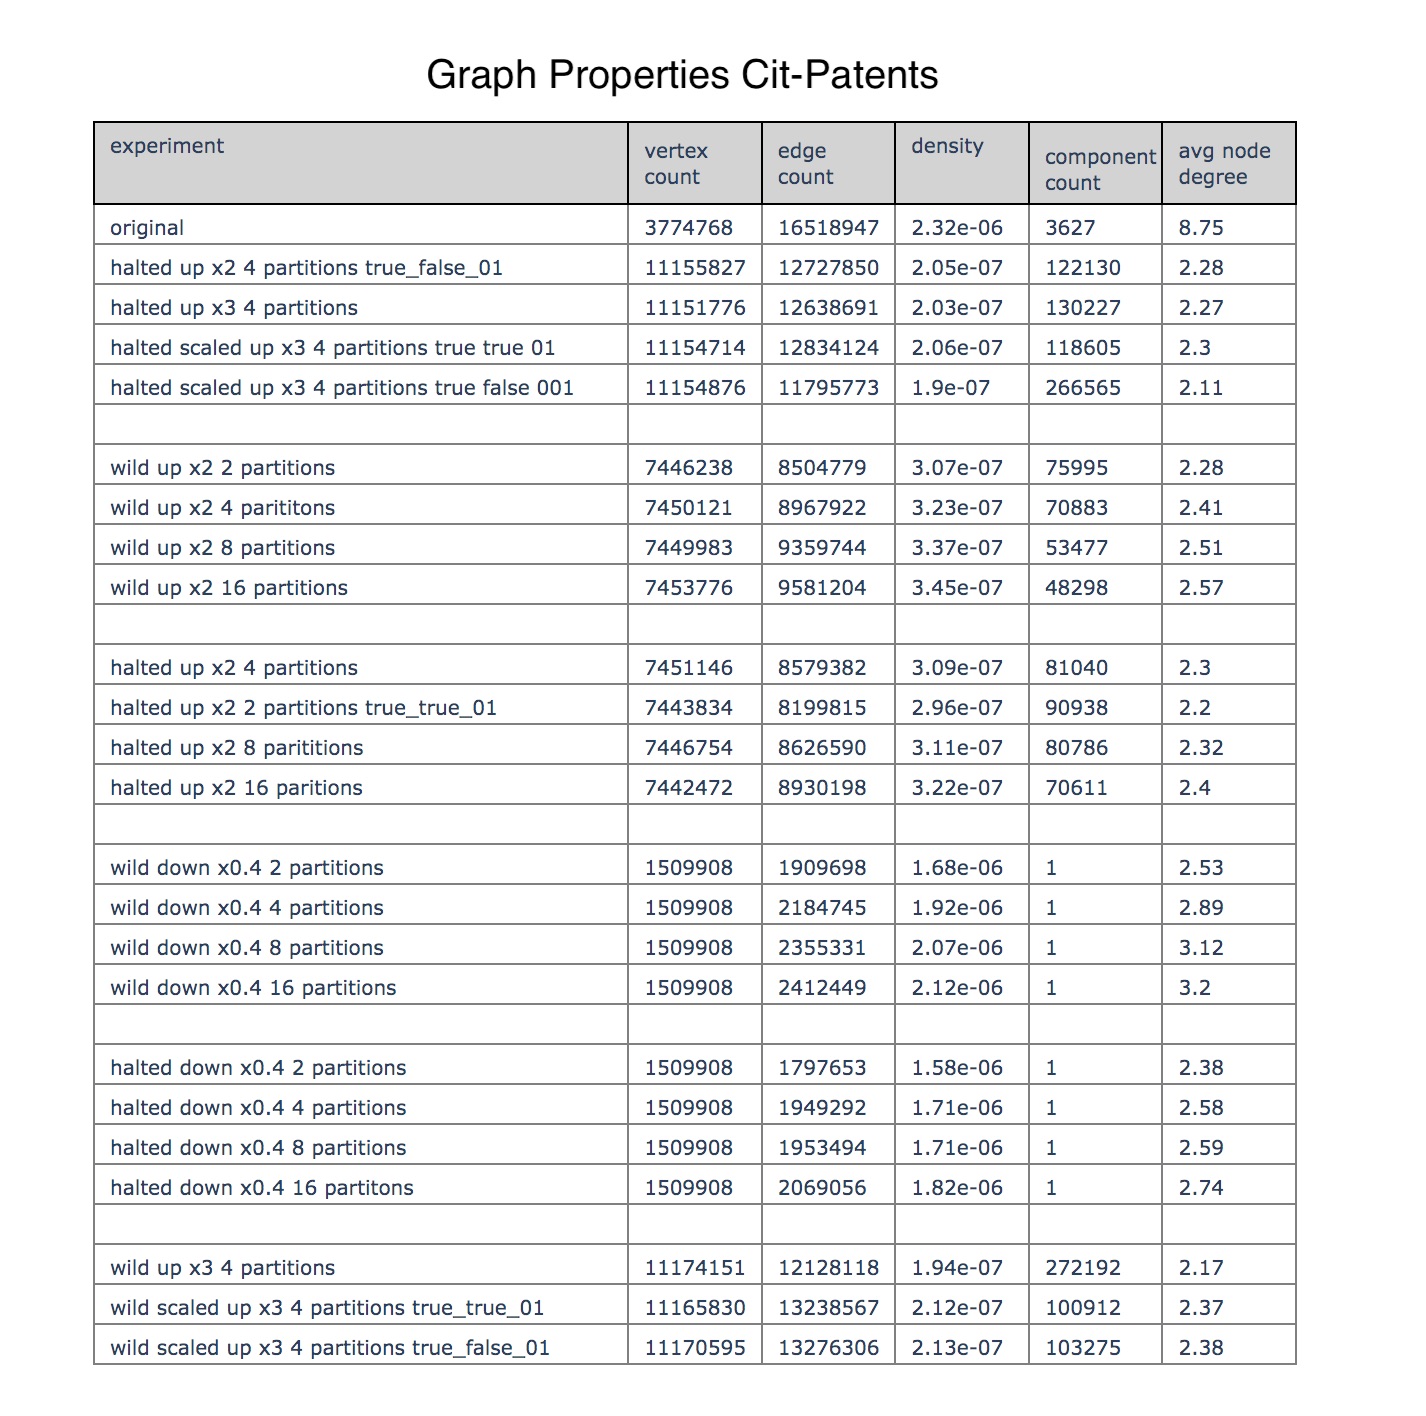 Graph Properties Cit-Patents
experiment vertex count edge count density component count avg node degree
original 3774768 16518947 2.32e-06 3627 8.75
halted up x2 4 partitions true_false_01 11155827 12727850 2.05e-07 122130 2.28
halted up x3 4 partitions 11151776 12638691 2.03e-07 130227 2.27
halted scaled up x3 4 partitions true true 01 11154714 12834124 2.06e-07 118605 2.3
halted scaled up x3 4 partitions true false 001 11154876 11795773 1.9e-07 266565 2.11
wild up x2 2 partitions 7446238 8504779 3.07e-07 75995 2.28
wild up x2 4 parititons 7450121 8967922 3.23e-07 70883 2.41
wild up x2 8 partitions 7449983 9359744 3.37e-07 53477 2.51
wild up x2 16 partitions 7453776 9581204 3.45e-07 48298 2.57
halted up x2 4 partitions 7451146 8579382 3.09e-07 81040 2.3
halted up x2 2 partitions true_true_01 7443834 8199815 2.96e-07 90938 2.2
halted up x2 8 parititions 7446754 8626590 3.11e-07 80786 2.32
halted up x2 16 paritions 7442472 8930198 3.22e-07 70611 2.4
wild down x0.4 2 partitions 1509908 1909698 1.68e-06 1 2.53
wild down x0.4 4 partitions 1509908 2184745 1.92e-06 1 2.89
wild down x0.4 8 partitions 1509908 2355331 2.07e-06 1 3.12
wild down x0.4 16 partitions 1509908 2412449 2.12e-06 1 3.2
halted down x0.4 2 partitions 1509908 1797653 1.58e-06 1 2.38
halted down x0.4 4 partitions 1509908 1949292 1.71e-06 1 2.58
halted down x0.4 8 partitions 1509908 1953494 1.71e-06 1 2.59
halted down x0.4 16 partitons 1509908 2069056 1.82e-06 1 2.74
wild up x3 4 partitions 11174151 12128118 1.94e-07 272192 2.17
wild scaled up x3 4 partitions true_true_01 11165830 13238567 2.12e-07 100912 2.37
wild scaled up x3 4 partitions true_false_01 11170595 13276306 2.13e-07 103275 2.38